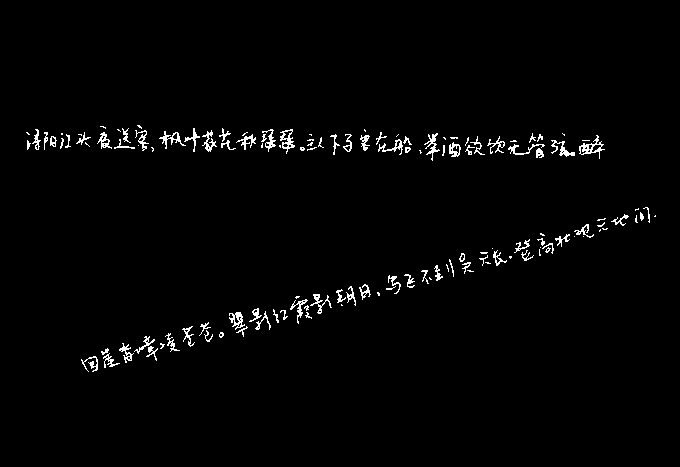 浔阳江头夜送客,枫叶荻花秋瑟瑟。主人下马客在船,举酒欲饮无管弦。醉
回崖沓嶂凌苍苍。翠影红霞影朝日,鸟飞不到吴天长。登高壮观天地间.